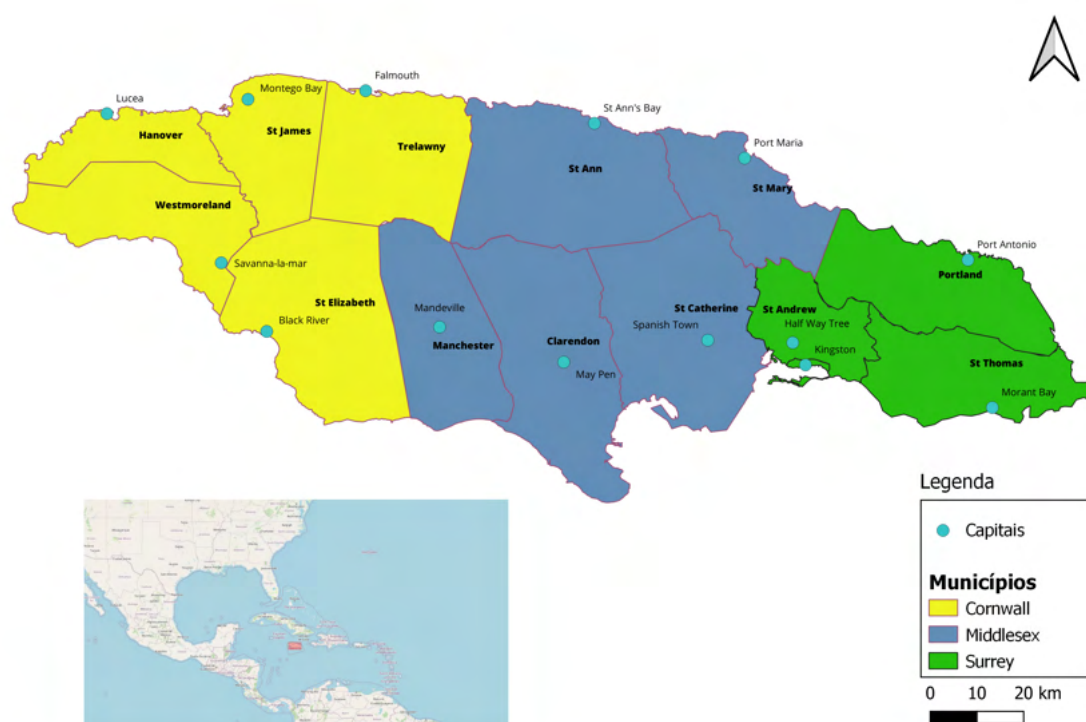 Falmouth
Montego Bay
Lucea
St Ann's Bay
Hanover
St James
Port Maria
Trelawny
St Ann
St Mary
Westmoreland
Port Antonio
Savanna-la-mar
Portland
St Elizabeth
Mandeville
St Catherine
St Andrew
Black River
Spanish Town
Half Way Tree
Manchester
Clarendon
Kingston
May Pen
St Thomas
Morant Bay
Legenda
Capitais
Municípios
Cornwall
Middlesex
Surrey
0 10 20 km